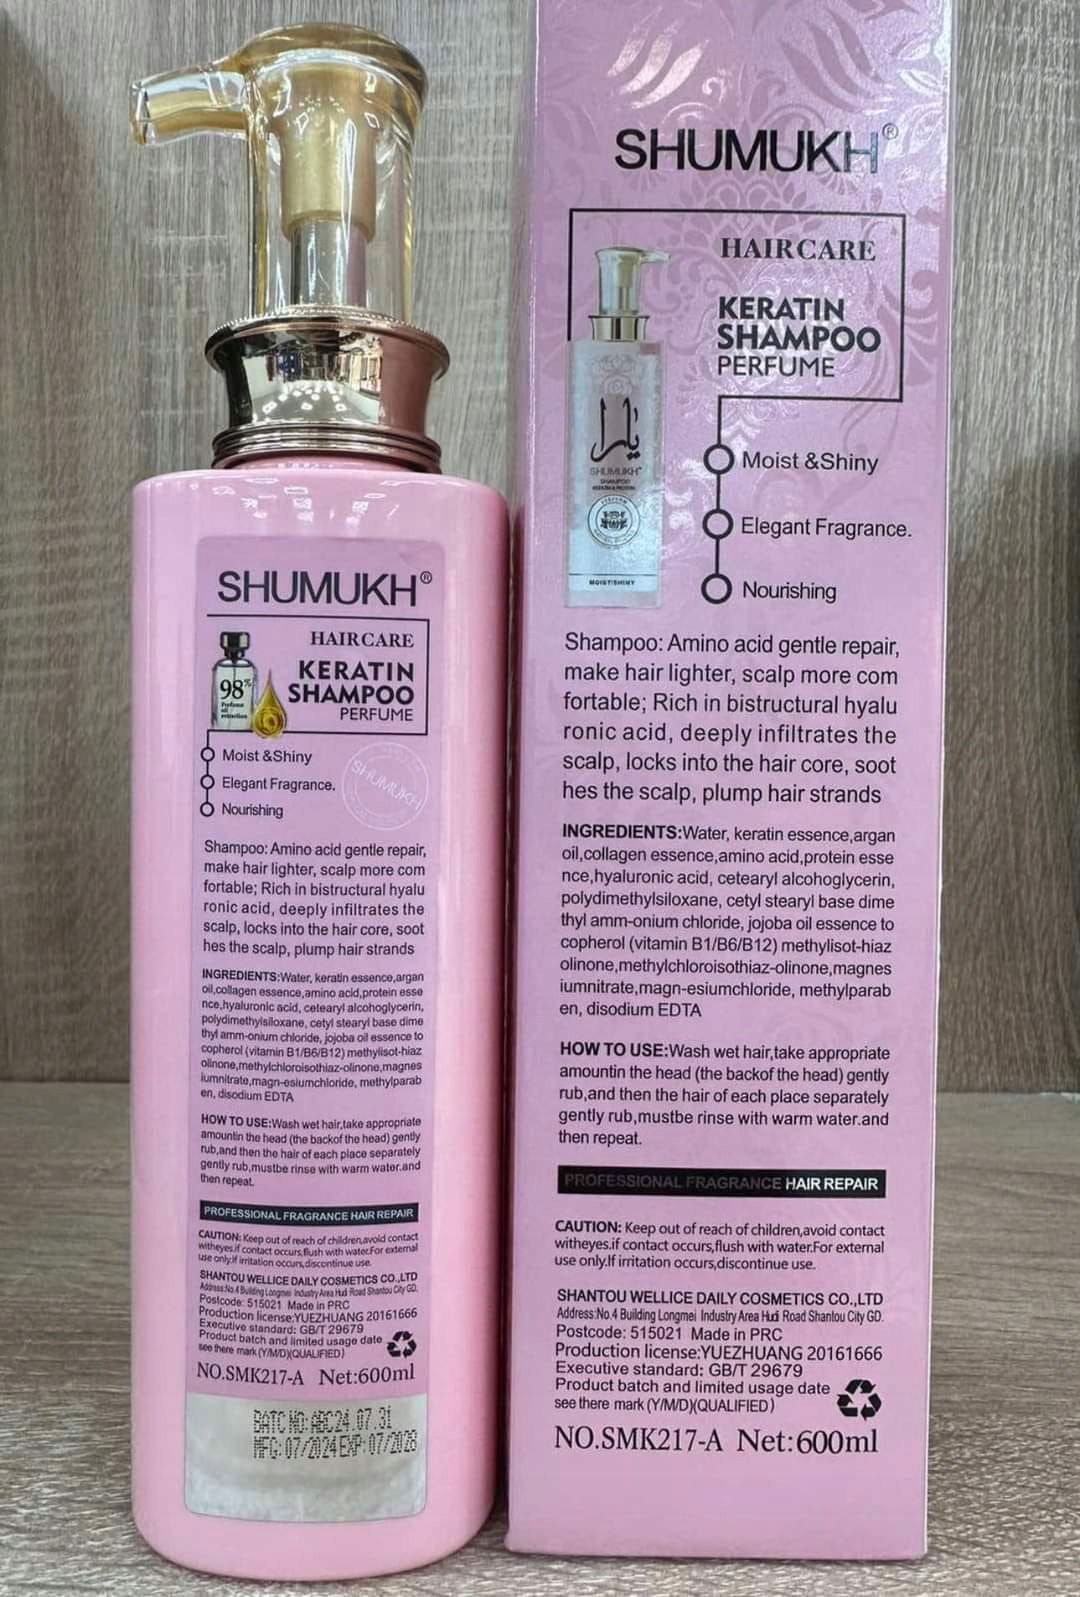 SHUMUKH®
HAIRCARE
98%
Perfume
oil
extraction
KERATIN
SHAMPOO
PERFUME
Moist &Shiny
Elegant Fragrance.
Nourishing
SHUMUKH
Shampoo: Amino acid gentle repair,
make hair lighter, scalp more com
fortable; Rich in bistructural hyalu
ronic acid, deeply infiltrates the
scalp, locks into the hair core, soot
hes the scalp, plump hair strands
INGREDIENTS:Water, keratin essence,argan
oil,collagen essence,amino acid,protein esse
nce,hyaluronic acid, cetearyl alcohoglycerin,
polydimethylsiloxane, cetyl stearyl base dime
thyl amm-onium chloride, jojoba oil essence to
copherol (vitamin B1/B6/B12) methylisot-hiaz
olinone,methylchloroisothiaz-olinone,magnes
iumnitrate,magn-esiumchloride, methylparab
en, disodium EDTA
HOW TO USE:Wash wet hair,take appropriate
amountin the head (the backof the head) gently
rub,and then the hair of each place separately
gently rub,mustbe rinse with warm water.and
then repeat.
PROFESSIONAL FRAGRANCE HAIR REPAIR
CAUTION: Keep out of reach of children,avoid contact
witheyes.if contact occurs,flush with water.For external
use only.If irritation occurs,discontinue use.
SHANTOU WELLICE DAILY COSMETICS CO.,LTD
Address:No.4 Building Longmei Industry Area Hudi Road Shantou City GD.
Postcode: 515021 Made in PRC
Production license:YUEZHUANG 20161666
Executive standard: GB/T 29679
Product batch and limited usage date
see there mark (Y/M/D)(QUALIFIED)
NO.SMK217-A Net:600ml
BATC NO: ABC24.07.31
MFG: 07/2024 EXP: 07/2028
SHUMUKH®
HAIRCARE
KERATIN
SHAMPOO
PERFUME
يارا
SHUMUKH
SHAMPOO
KERATIN & PROTEIN
MOIST/SHINY
Moist &Shiny
Elegant Fragrance.
Nourishing
Shampoo: Amino acid gentle repair,
make hair lighter, scalp more com
fortable; Rich in bistructural hyalu
ronic acid, deeply infiltrates the
scalp, locks into the hair core, soot
hes the scalp, plump hair strands
INGREDIENTS:Water, keratin essence,argan
oil,collagen essence,amino acid,protein esse
nce,hyaluronic acid, cetearyl alcohoglycerin,
polydimethylsiloxane, cetyl stearyl base dime
thyl amm-onium chloride, jojoba oil essence to
copherol (vitamin B1/B6/B12) methylisot-hiaz
olinone,methylchloroisothiaz-olinone,magnes
iumnitrate,magn-esiumchloride, methylparab
en, disodium EDTA
HOW TO USE:Wash wet hair,take appropriate
amountin the head (the backof the head) gently
rub,and then the hair of each place separately
gently rub,mustbe rinse with warm water.and
then repeat.
PROFESSIONAL FRAGRANCE HAIR REPAIR
CAUTION: Keep out of reach of children,avoid contact
witheyes.if contact occurs,flush with water.For external
use only.If irritation occurs,discontinue use.
SHANTOU WELLICE DAILY COSMETICS CO.,LTD
Address:No.4 Building Longmei Industry Area Hudi Road Shantou City GD.
Postcode: 515021 Made in PRC
Production license:YUEZHUANG 20161666
Executive standard: GB/T 29679
Product batch and limited usage date
see there mark (Y/M/D)(QUALIFIED)
NO.SMK217-A Net:600ml